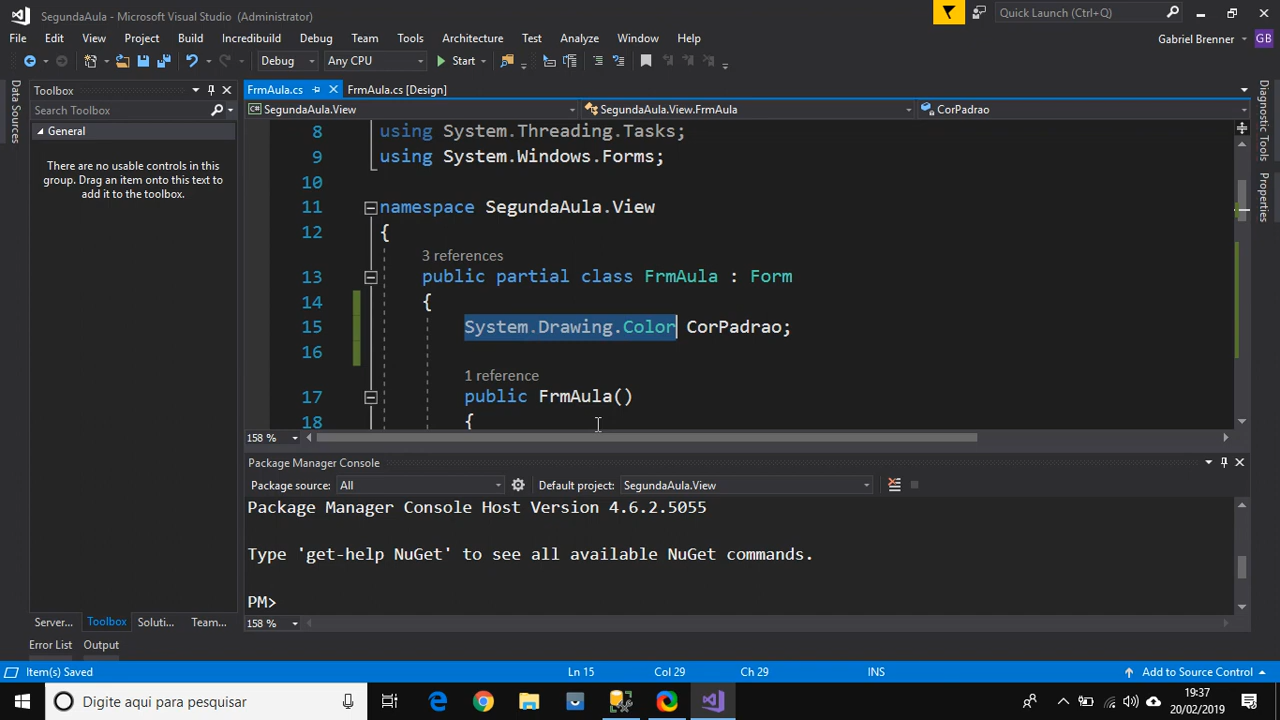 SegundaAula - Microsoft Visual Studio (Administrator)
Quick Launch (Ctrl+Q)
File Edit View Project Build Incredibuild Debug Team Tools Architecture Test Analyze Window Help
Gabriel Brenner GB
Debug Any CPU Start
Toolbox
FrmAula.cs FrmAula.cs [Design]
Search Toolbox
SegundaAula.View SegundaAula.View.FrmAula CorPadrao
General
There are no usable controls in this
group. Drag an item onto this text to
add it to the toolbox.
Data Sources
Diagnostic Tools
Properties
8 using System.Threading.Tasks;
9 using System.Windows.Forms;
10
11 namespace SegundaAula.View
12 {
3 references
13 public partial class FrmAula : Form
14 {
15 System.Drawing.Color CorPadrao;
16
1 reference
17 public FrmAula()
18 {
158 %
Package Manager Console
Package source: All Default project: SegundaAula.View
Package Manager Console Host Version 4.6.2.5055
Type 'get-help NuGet' to see all available NuGet commands.
PM>
158 %
Server... Toolbox Soluti... Team...
Error List Output
Item(s) Saved Ln 15 Col 29 Ch 29 INS Add to Source Control
Digite aqui para pesquisar
19:37
20/02/2019